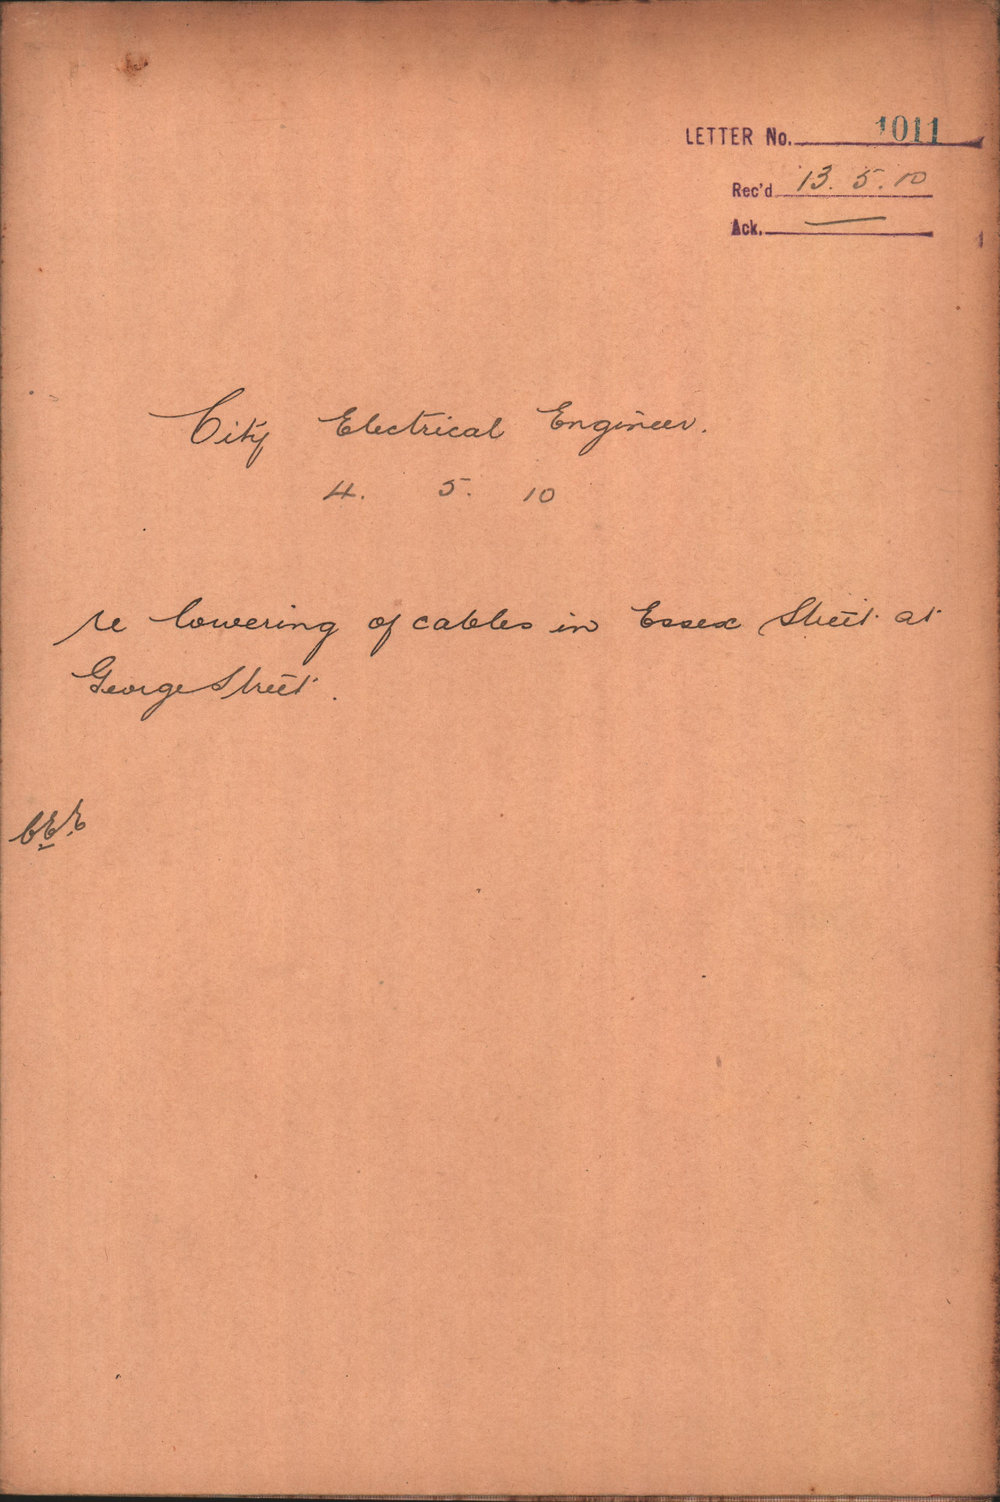 LETTER No. 1011
Rec'd 13.5.10
Ack. —
City Electrical Engineer.
4. 5. 10
re lowering of cables in Essex Street at
George Street.
C.E.E